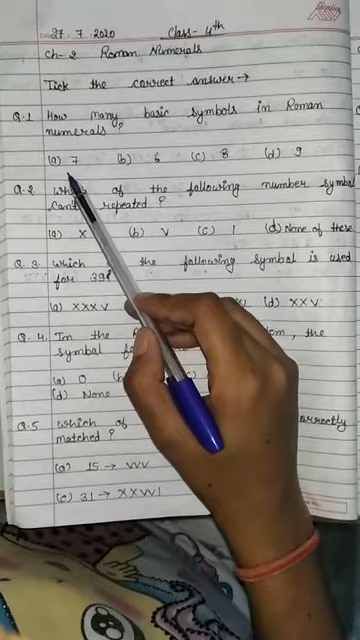 27.7.2020 Class- 4th
Ch-2 Roman Numerals
Tick the correct answer→
Q.1 How many basic symbols in Roman
numerals?
(a) 7 (b) 6 (c) 8 (d) 9
Q.2 of the following number symbol
repeated?
(a) X (b) V (c) I (d) None of these
Q.3. which the following symbol is used
for 39?
(a) XXXV (d) XXV
Q.4. In the the
symbol
(a) 0
(d) None
Q.5 which of correctly
matched?
(a) 15 → VVV
(c) 31 → XXVVI